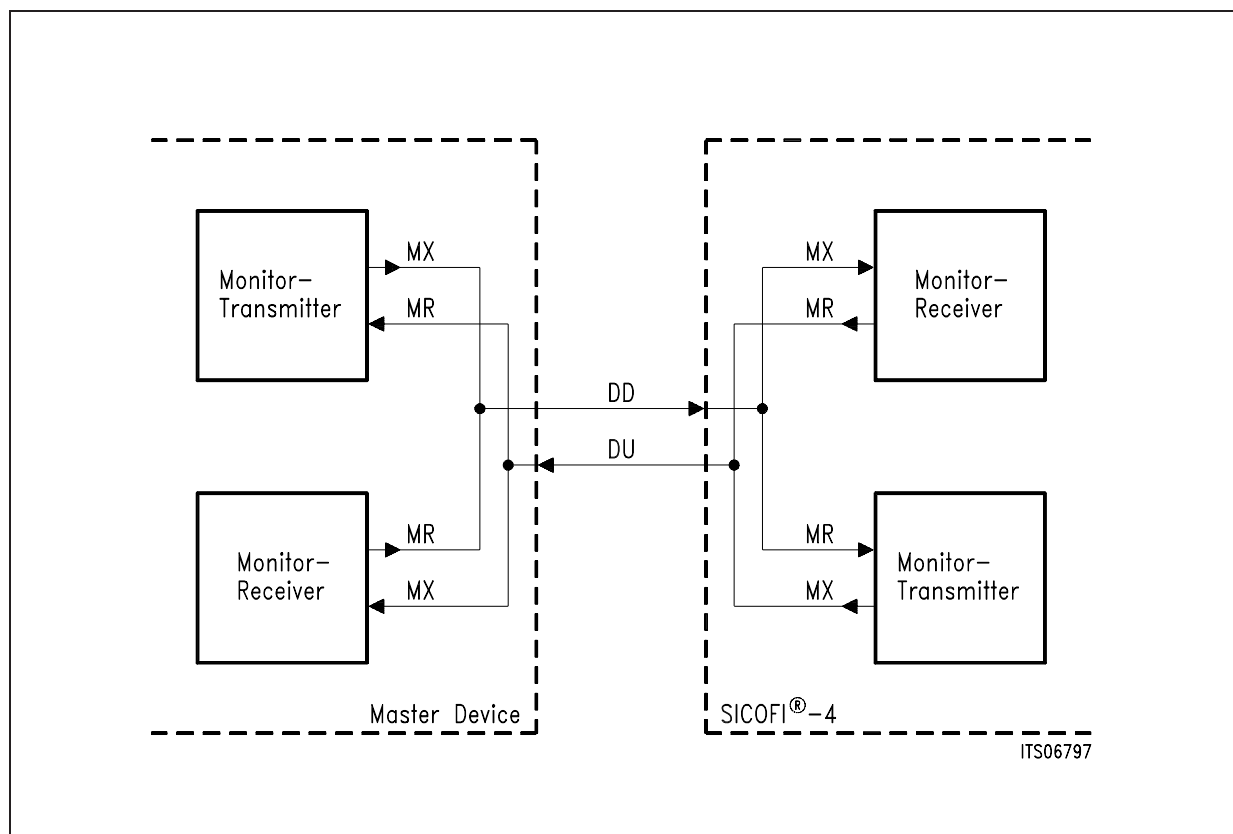 MX
Monitor-
Transmitter
MR
MX
Monitor-
Receiver
MR
DD
DU
MR
Monitor-
Receiver
MX
MR
Monitor-
Transmitter
MX
Master Device
SICOFI®-4
ITS06797